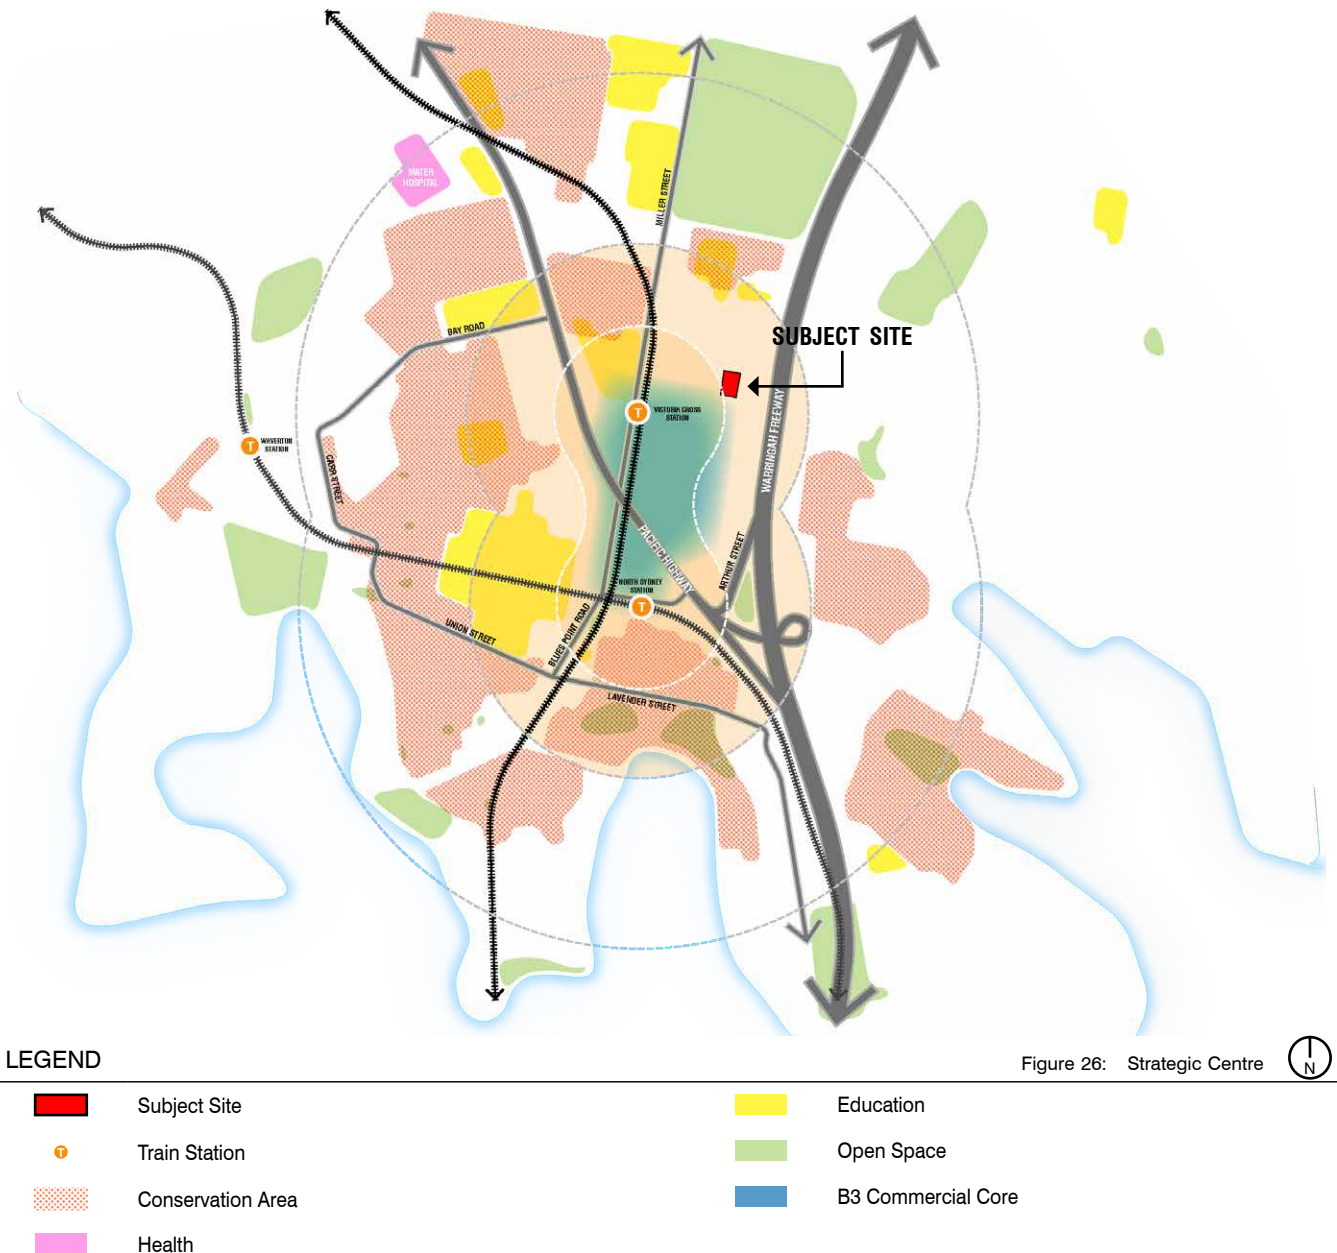 MATER
HOSPITAL
MILLER STREET
BAY ROAD
SUBJECT SITE
T
VICTORIA CROSS
STATION
WARRINGAH FREEWAY
T
WAVERTON
STATION
CARR STREET
PACIFIC HIGHWAY
ARTHUR STREET
NORTH SYDNEY
STATION
T
BLUES POINT ROAD
UNION STREET
LAVENDER STREET
LEGEND
Figure 26: Strategic Centre
N
Subject Site
Education
T
Train Station
Open Space
Conservation Area
B3 Commercial Core
Health